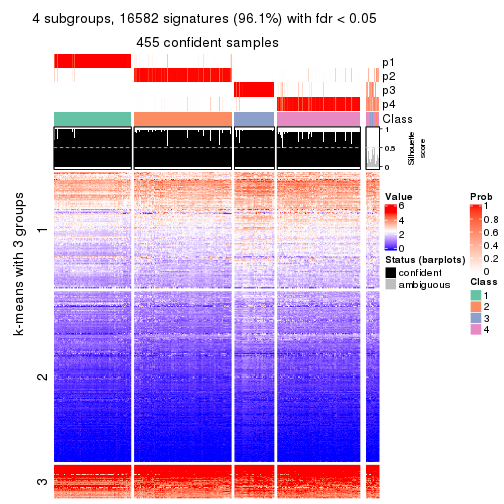 4 subgroups, 16582 signatures (96.1%) with fdr < 0.05
455 confident samples
p1
p2
p3
p4
Class
1
0.5
0
Silhouette
score
k-means with 3 groups
1
2
3
Value
6
4
2
0
Status (barplots)
confident
ambiguous
Prob
1
0.8
0.6
0.4
0.2
0
Class
1
2
3
4